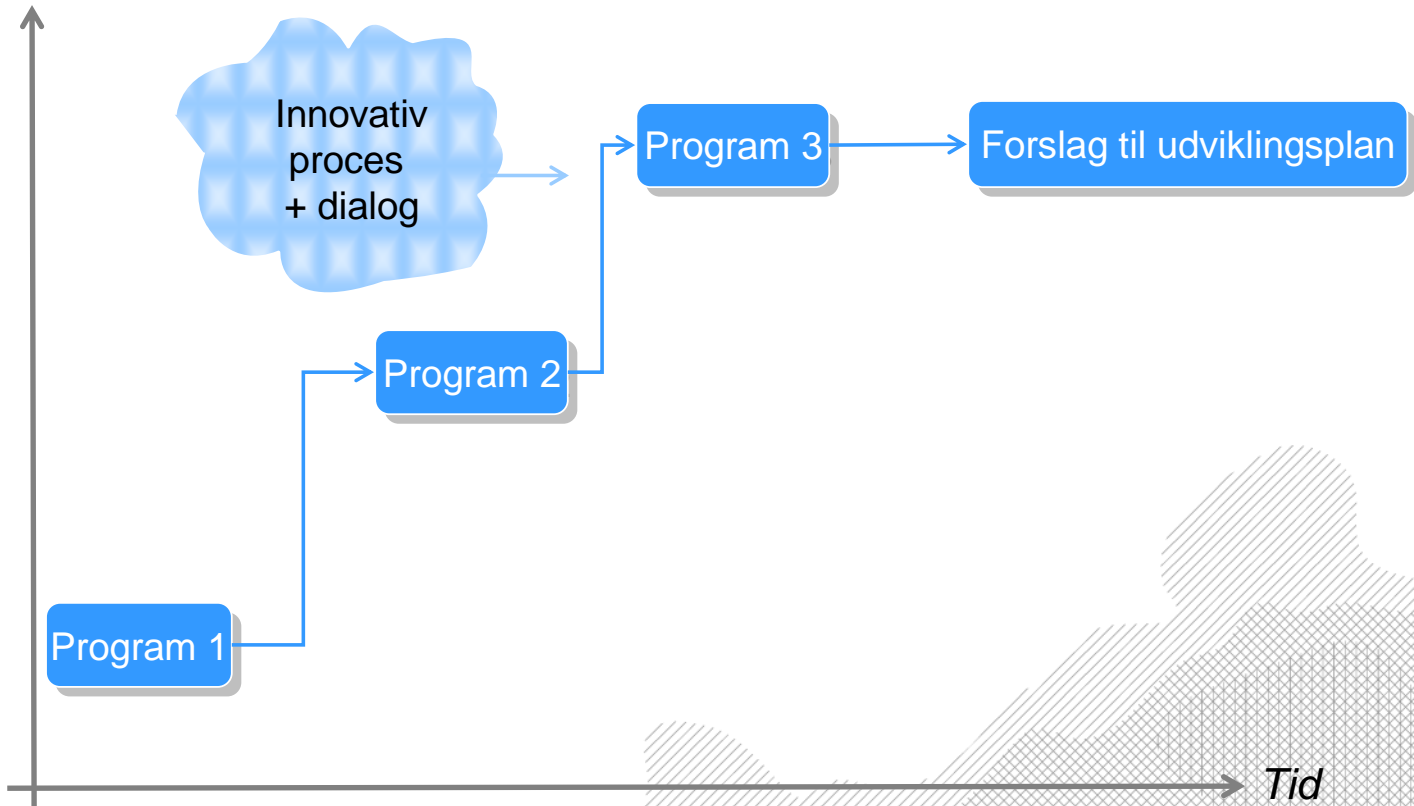 Innovativ
proces
+ dialog
Program 3
Forslag til udviklingsplan
Program 2
Program 1
Tid